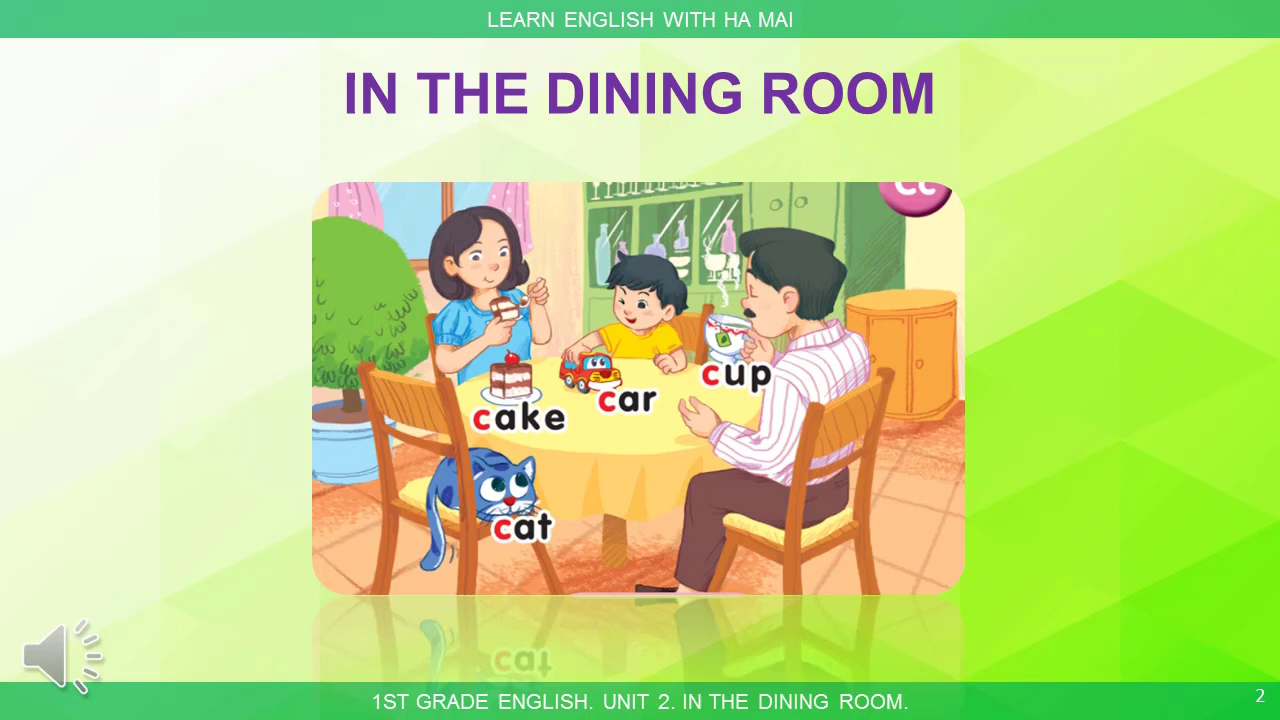 LEARN ENGLISH WITH HA MAI
IN THE DINING ROOM
Cc
cup
car
cake
cat
1ST GRADE ENGLISH. UNIT 2. IN THE DINING ROOM.
2